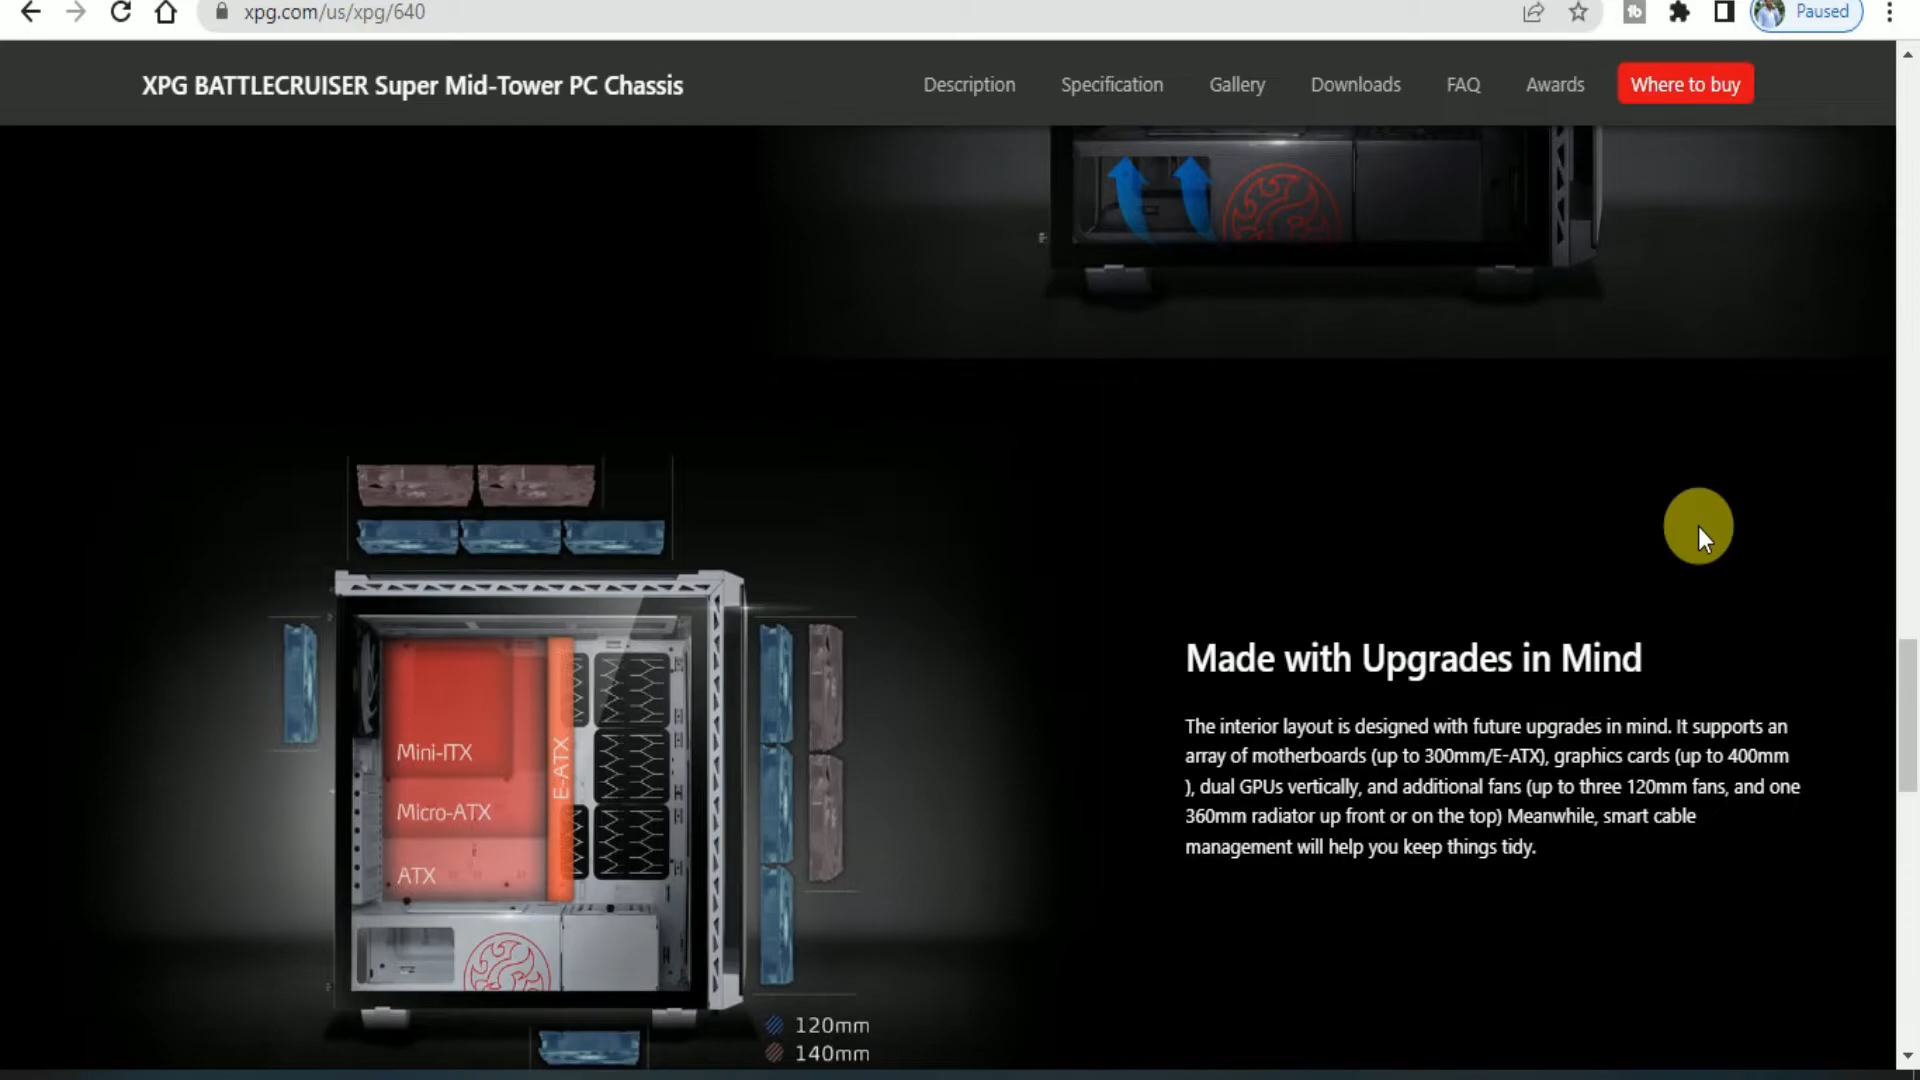 xpg.com/us/xpg/640
Paused
XPG BATTLECRUISER Super Mid-Tower PC Chassis
Description
Specification
Gallery
Downloads
FAQ
Awards
Where to buy
Mini-ITX
Micro-ATX
ATX
E-ATX
120mm
140mm
Made with Upgrades in Mind
The interior layout is designed with future upgrades in mind. It supports an
array of motherboards (up to 300mm/E-ATX), graphics cards (up to 400mm
), dual GPUs vertically, and additional fans (up to three 120mm fans, and one
360mm radiator up front or on the top) Meanwhile, smart cable
management will help you keep things tidy.